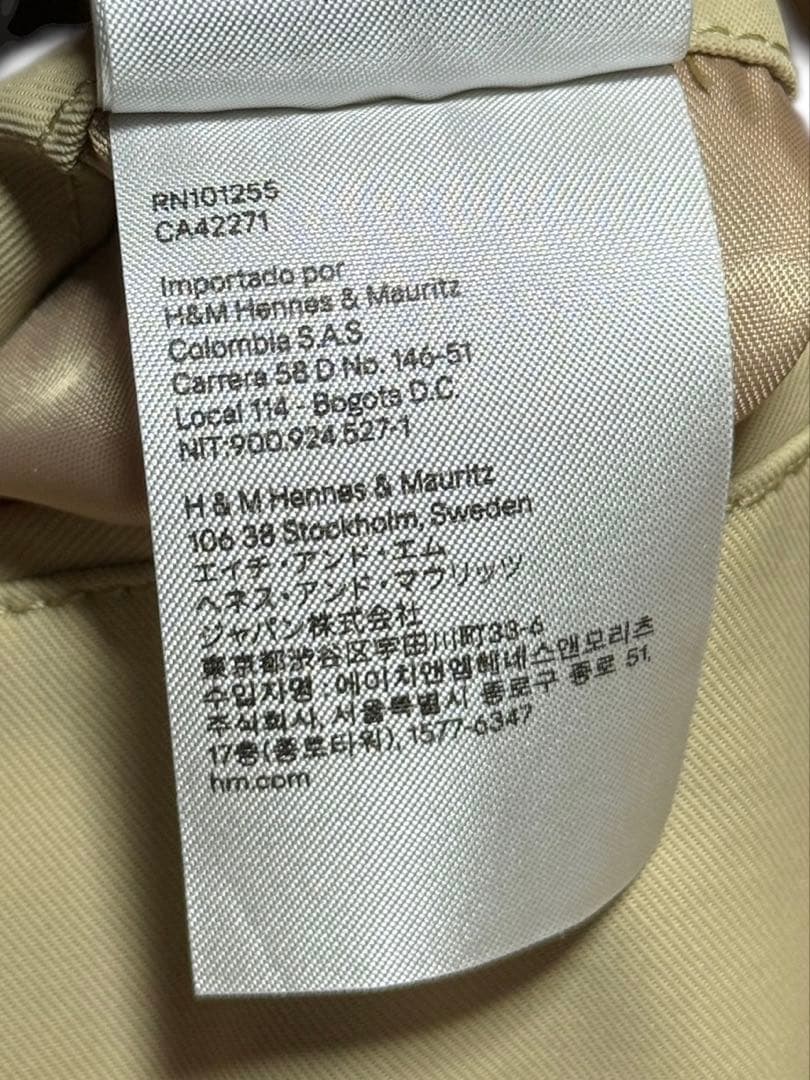 RN101255
CA42271
Importado por
H&M Hennes & Mauritz
Colombia S.A.S.
Carrera 58 D No. 146-51
Local 114 - Bogota D.C.
NIT:900.924.527-1
H & M Hennes & Mauritz
106 38 Stockholm, Sweden
エイチ・アンド・エム
ヘネス・アンド・マウリッツ
ジャパン株式会社
東京都渋谷区宇田川町33-6
수입자명 : 에이치앤엠헤네스앤모리츠
주식회사, 서울특별시 종로구 종로 51,
17층(종로타워), 1577-6347
hm.com